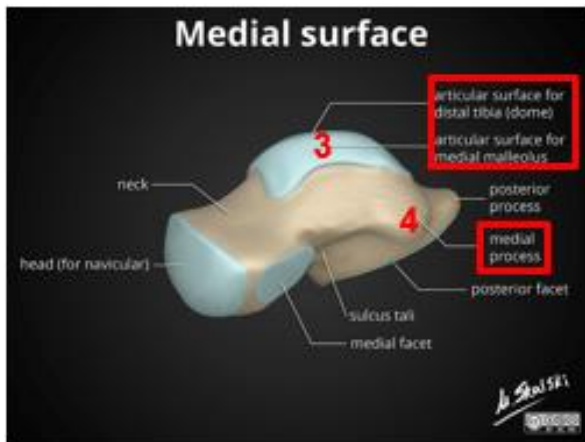 Medial surface
articular surface for
distal tibia (dome)
3
articular surface for
medial malleolus
neck
posterior
process
4
medial
process
head (for navicular)
posterior facet
sulcus tali
medial facet